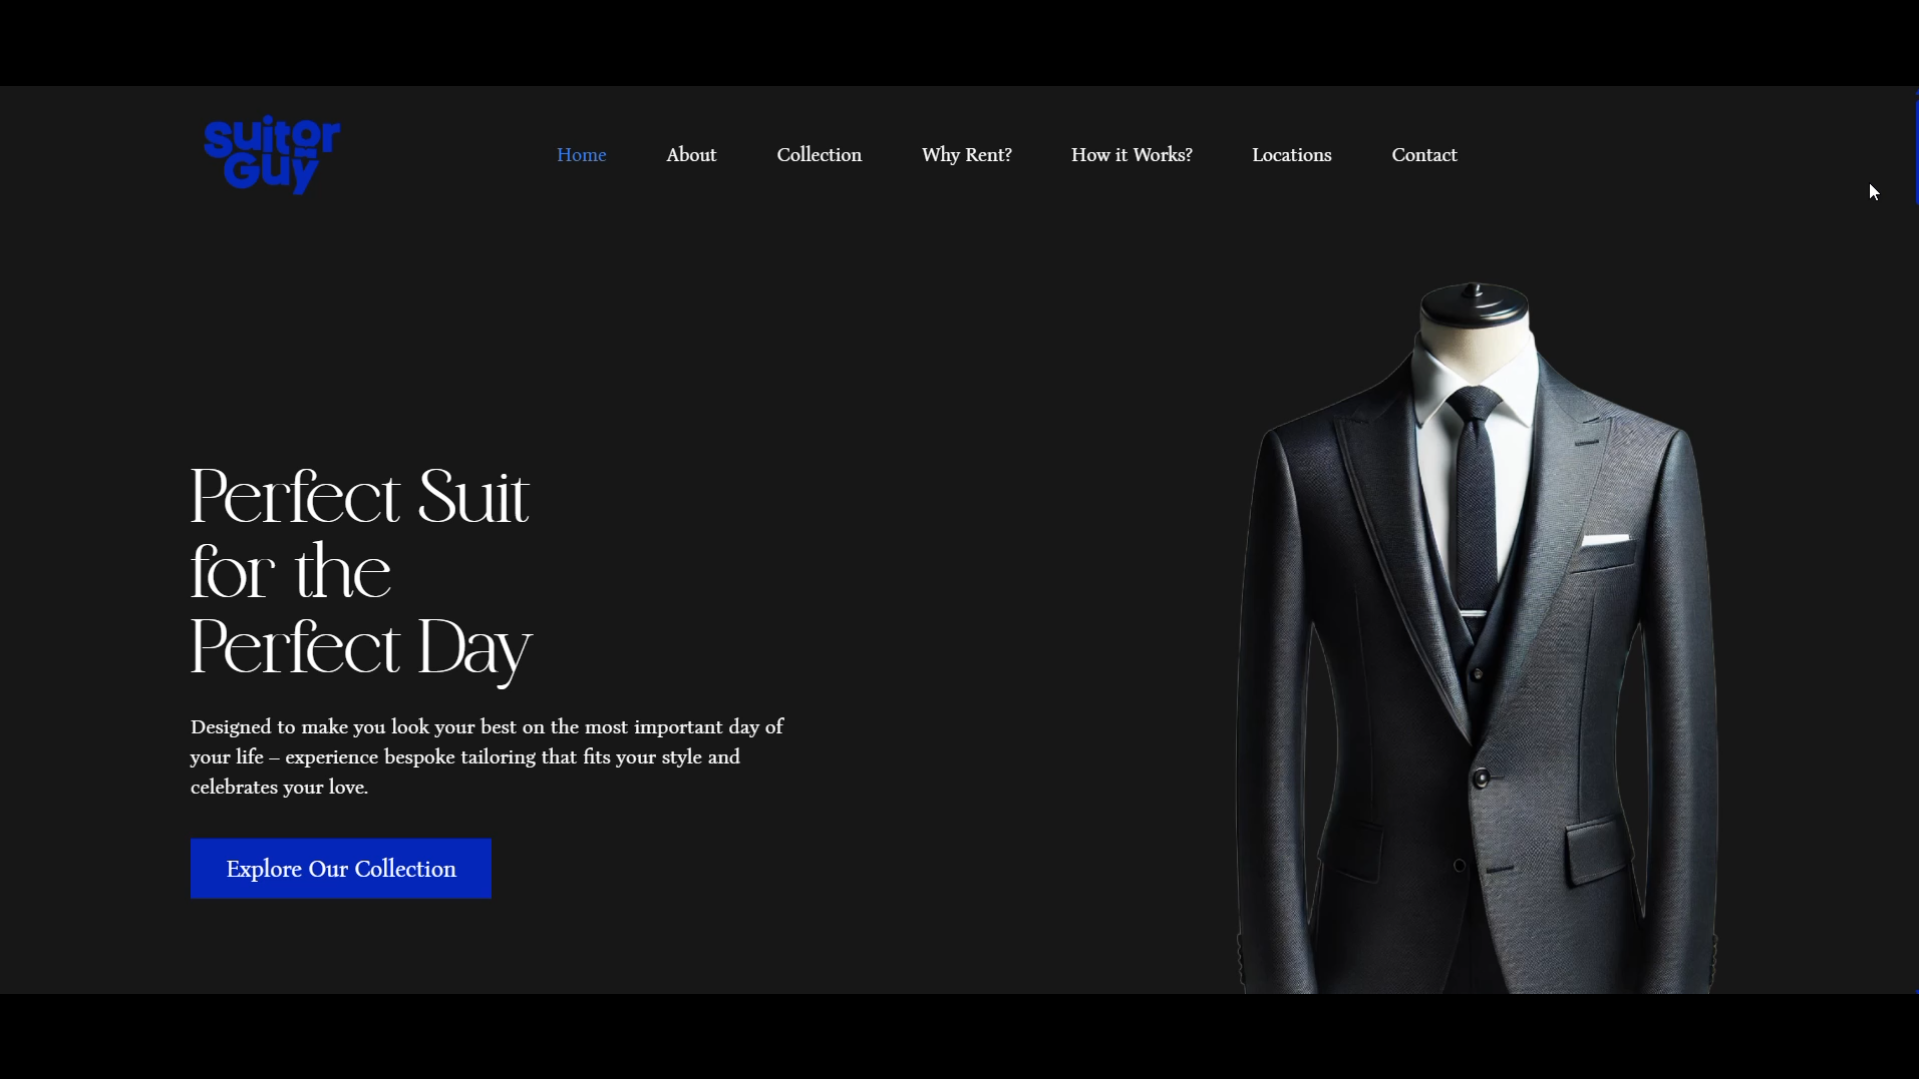 suitor
Guy
Home
About
Collection
Why Rent?
How it Works?
Locations
Contact
Perfect Suit
for the
Perfect Day
Designed to make you look your best on the most important day of
your life – experience bespoke tailoring that fits your style and
celebrates your love.
Explore Our Collection